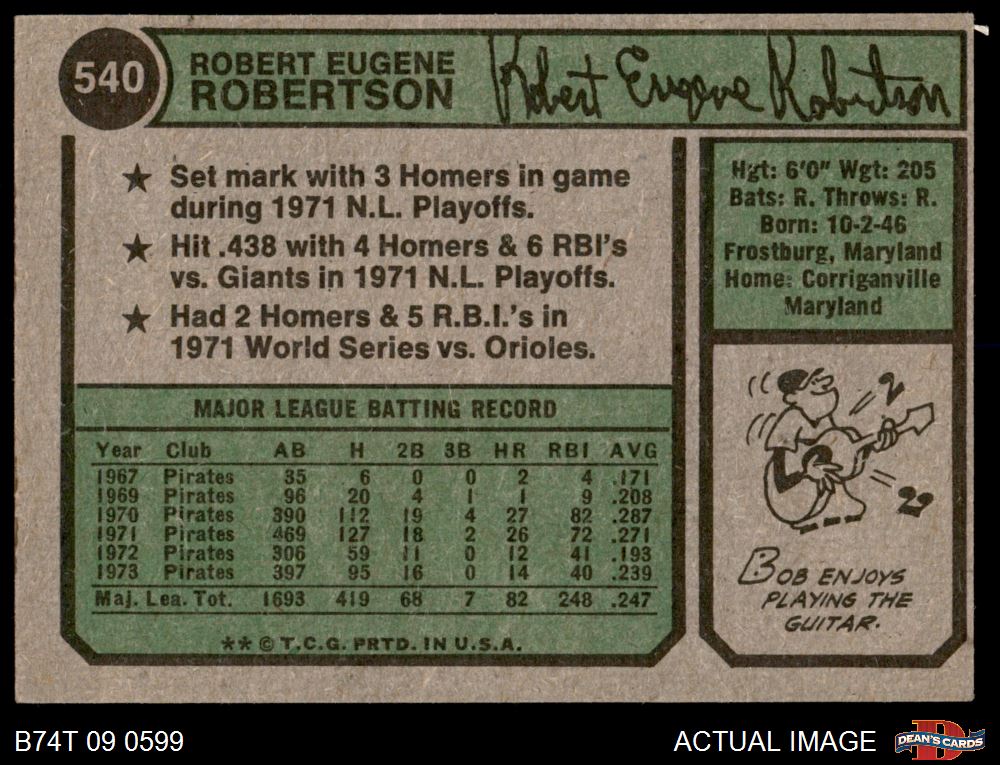 540
ROBERT EUGENE
ROBERTSON
Robert Eugene Robertson
★ Set mark with 3 Homers in game
during 1971 N.L. Playoffs.
★ Hit .438 with 4 Homers & 6 RBI's
vs. Giants in 1971 N.L. Playoffs.
★ Had 2 Homers & 5 R.B.I.'s in
1971 World Series vs. Orioles.
MAJOR LEAGUE BATTING RECORD
Year Club AB H 2B 3B HR RBI AVG
1967 Pirates 35 6 0 0 2 4 .171
1969 Pirates 96 20 4 1 1 9 .208
1970 Pirates 390 112 19 4 27 82 .287
1971 Pirates 469 127 18 2 26 72 .271
1972 Pirates 306 59 11 0 12 41 .193
1973 Pirates 397 95 16 0 14 40 .239
Maj. Lea. Tot. 1693 419 68 7 82 248 .247
** © T.C.G. PRTD. IN U.S.A.
Hgt: 6'0" Wgt: 205
Bats: R. Throws: R.
Born: 10-2-46
Frostburg, Maryland
Home: Corriganville
Maryland
BOB ENJOYS
PLAYING THE
GUITAR.
B74T 09 0599
ACTUAL IMAGE
DEAN'S CARDS